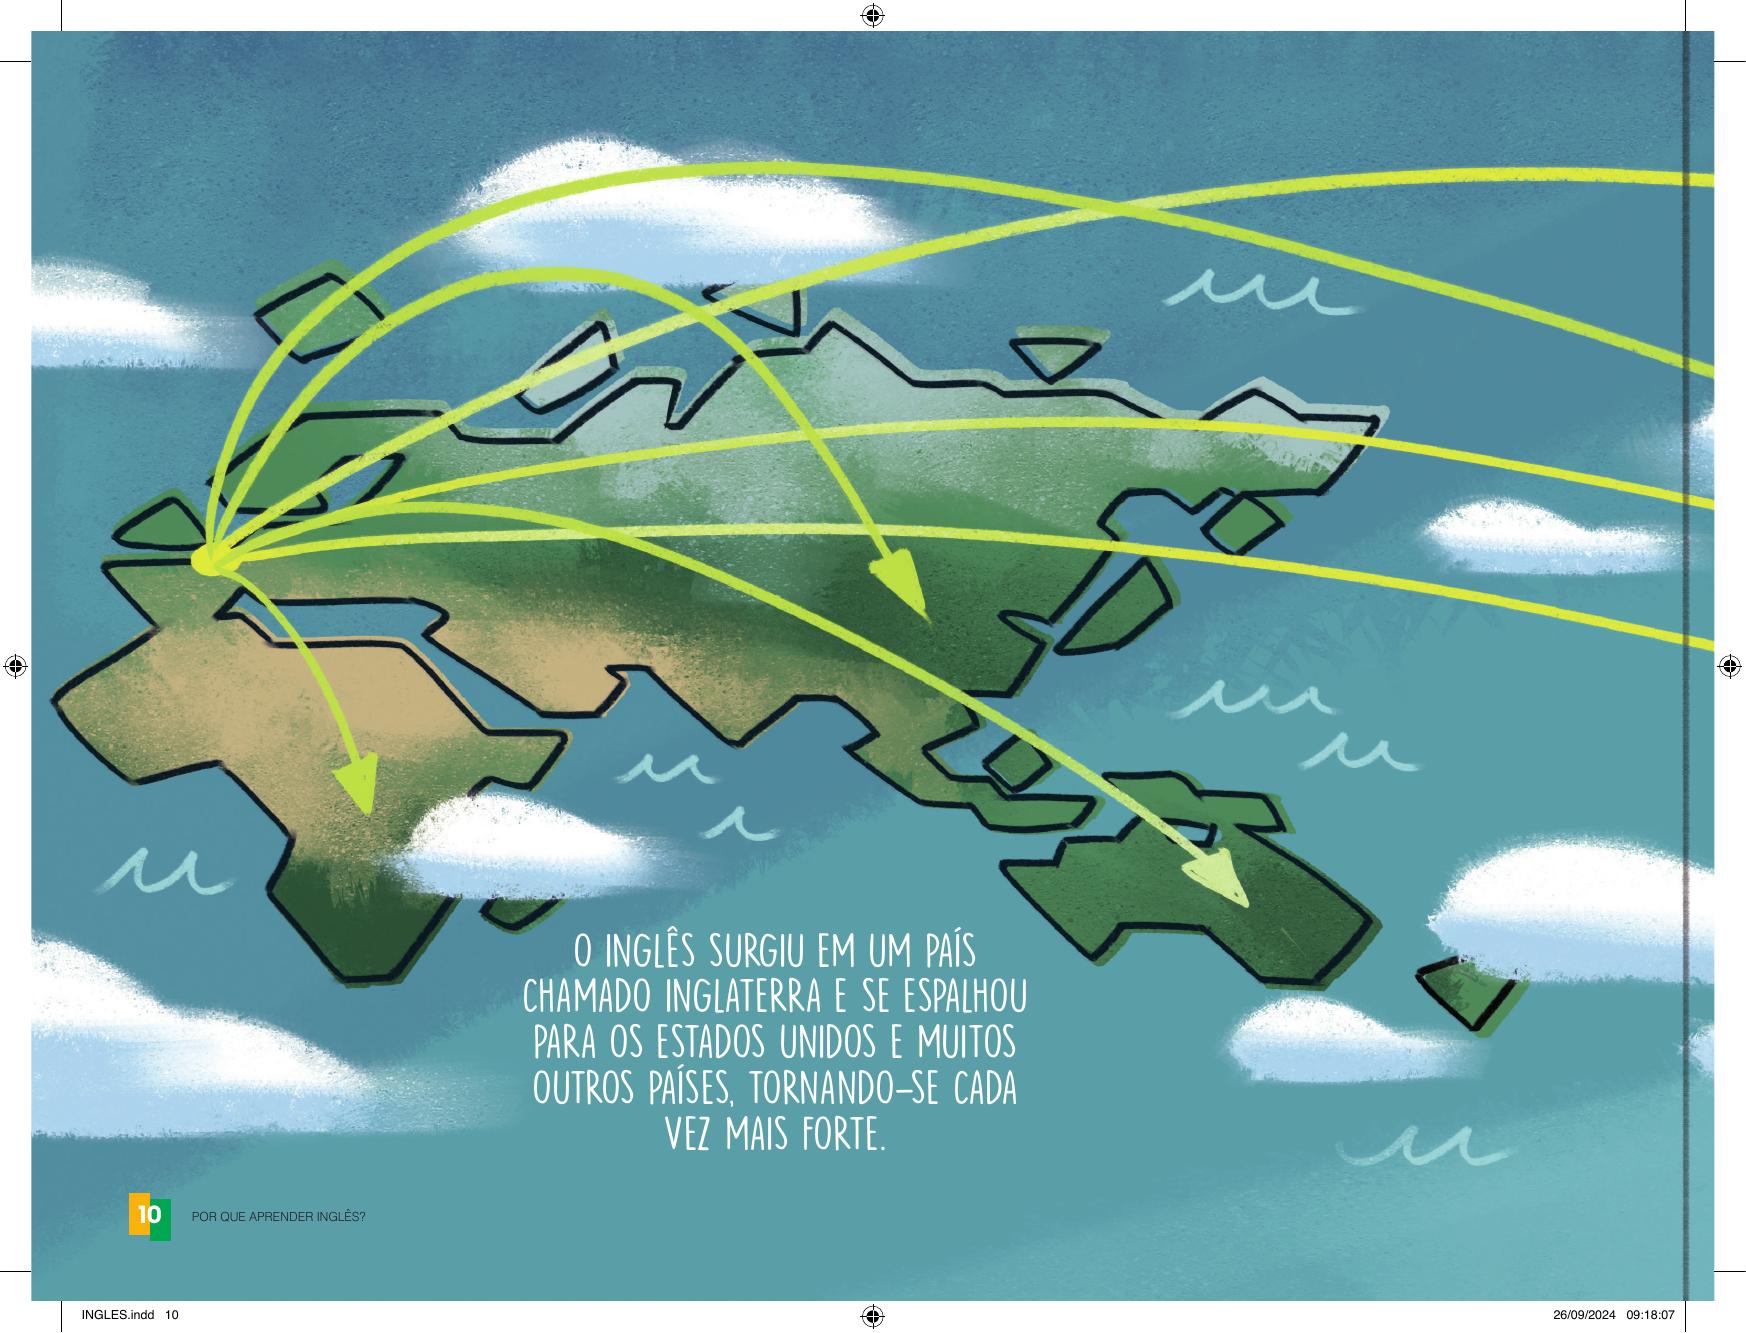 O INGLÊS SURGIU EM UM PAÍS
CHAMADO INGLATERRA E SE ESPALHOU
PARA OS ESTADOS UNIDOS E MUITOS
OUTROS PAÍSES, TORNANDO-SE CADA
VEZ MAIS FORTE.
10 POR QUE APRENDER INGLÊS?
INGLES.indd 10 26/09/2024 09:18:07